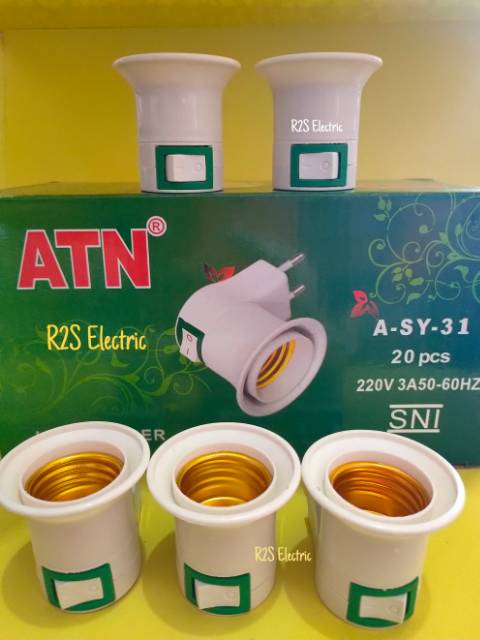 R2S Electric
ATN®
R2S Electric
A-SY-31
20 pcs
220V 3A50-60HZ
SNI
R2S Electric